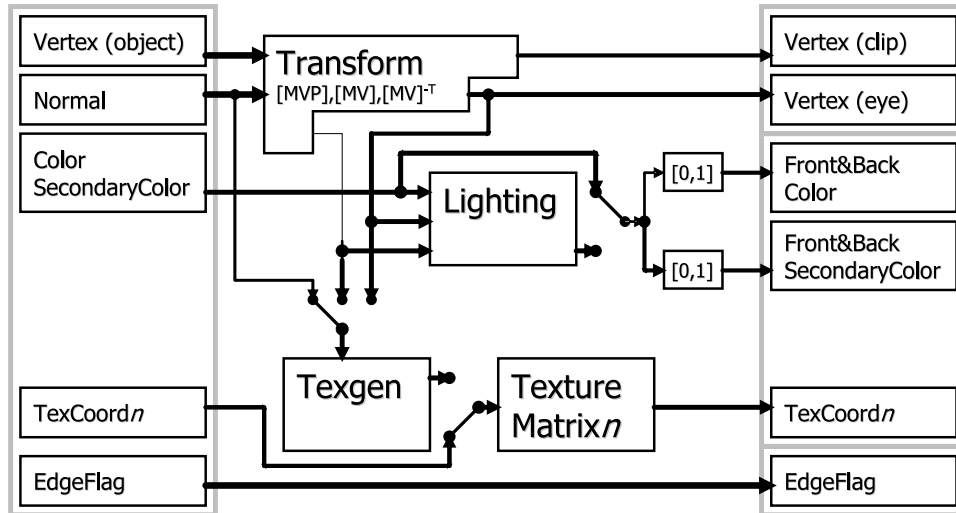 Vertex (object)
Normal
Color
SecondaryColor
TexCoordn
EdgeFlag
Transform
[MVP],[MV],[MV]-T
Lighting
Texgen
Texture
Matrixn
[0,1]
[0,1]
Vertex (clip)
Vertex (eye)
Front&Back
Color
Front&Back
SecondaryColor
TexCoordn
EdgeFlag